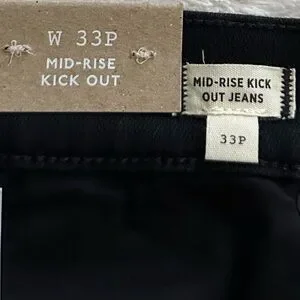 W 33P
MID-RISE
KICK OUT
MID-RISE KICK
OUT JEANS
33P